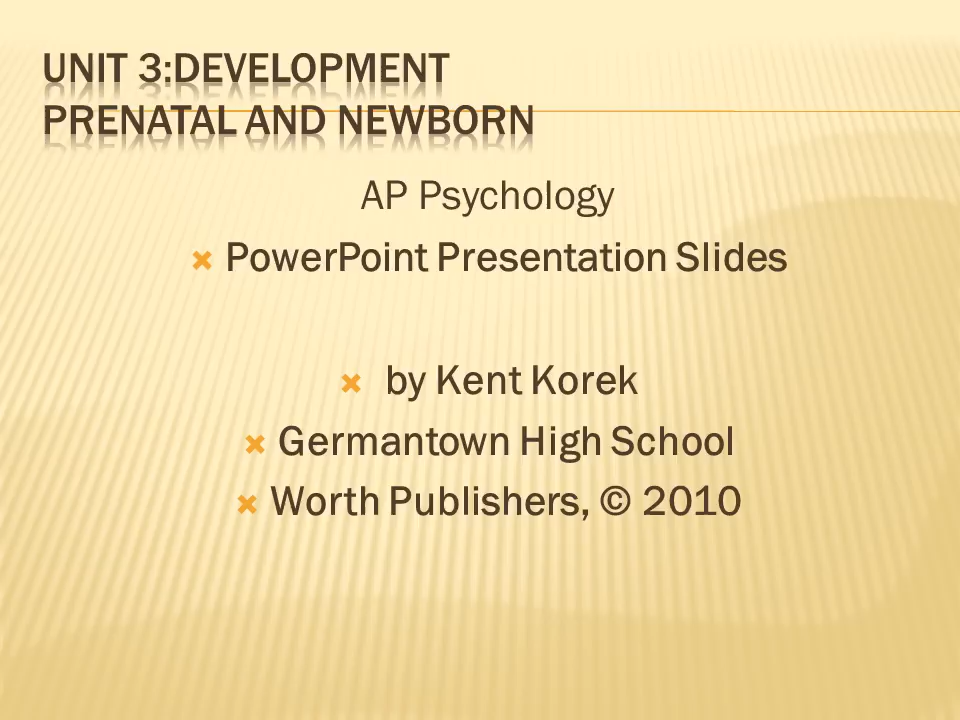 UNIT 3:DEVELOPMENT
PRENATAL AND NEWBORN
AP Psychology
PowerPoint Presentation Slides
by Kent Korek
Germantown High School
Worth Publishers, © 2010